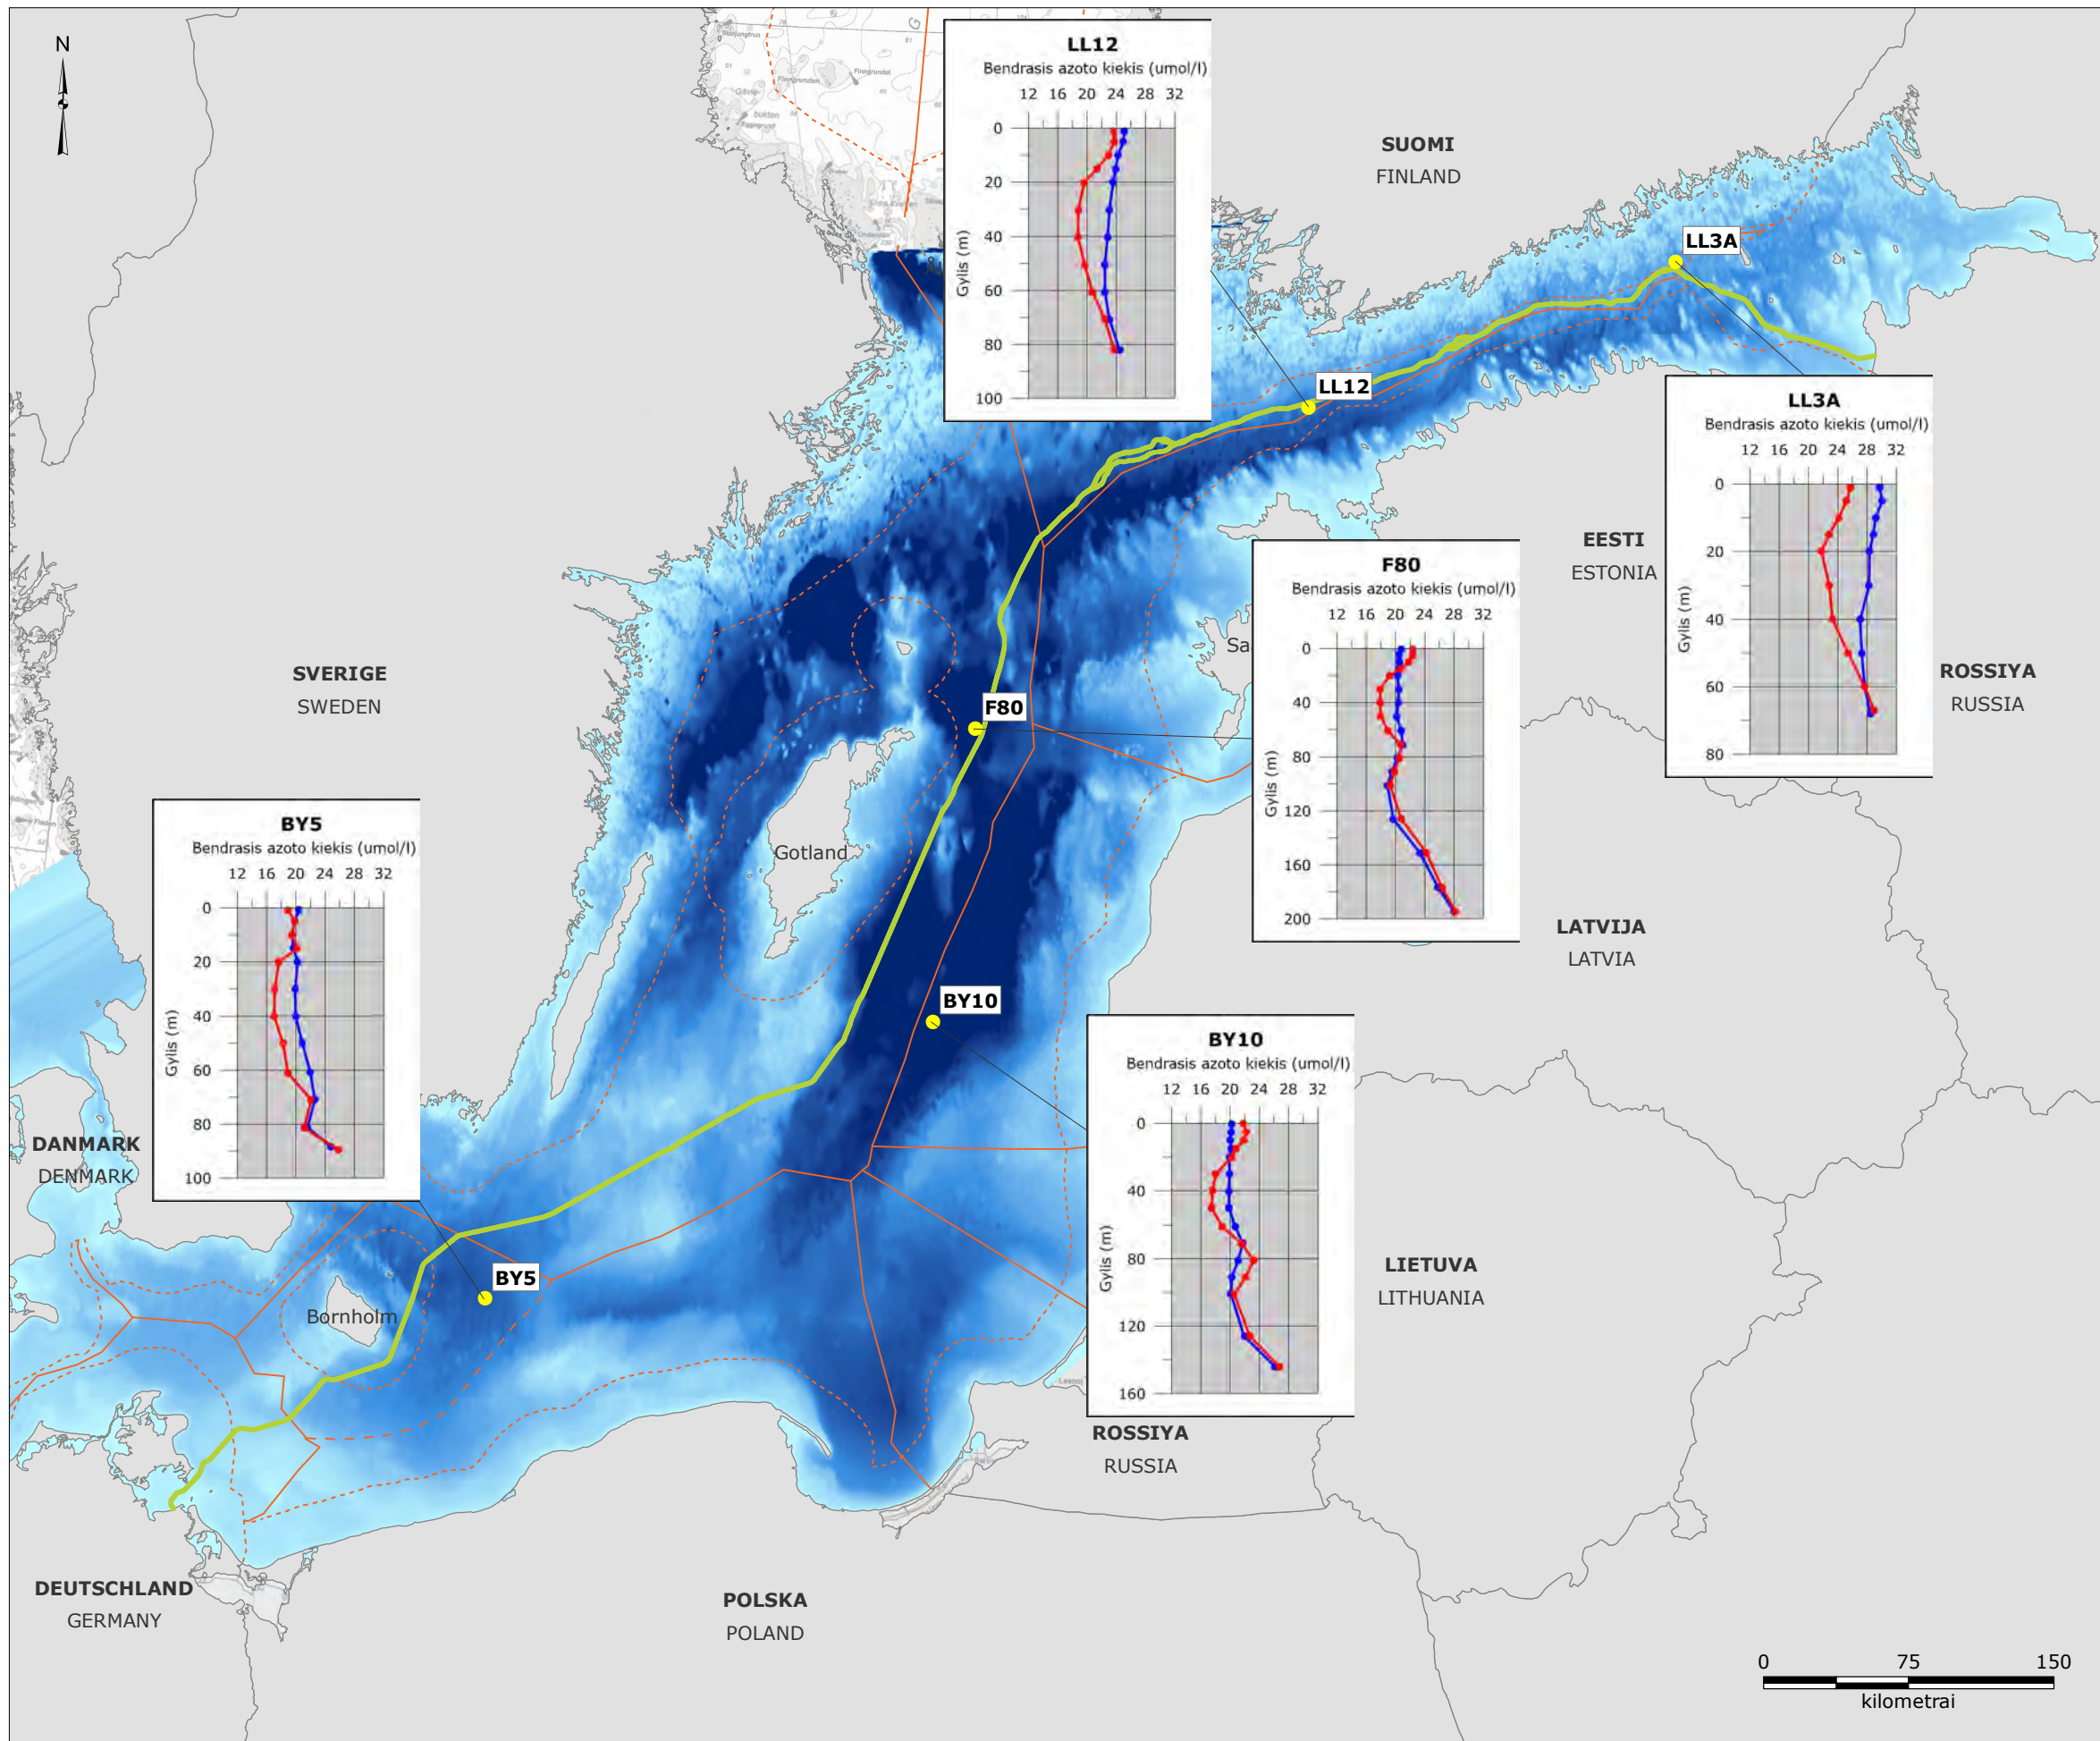 N
LL12
Bendrasis azoto kiekis (umol/l)
12 16 20 24 28 32
0
20
40
60
80
100
Gylis (m)
SUOMI
FINLAND
LL3A
LL12
LL3A
Bendrasis azoto kiekis (umol/l)
12 16 20 24 28 32
0
20
40
60
80
Gylis (m)
EESTI
ESTONIA
F80
Bendrasis azoto kiekis (umol/l)
12 16 20 24 28 32
0
40
80
120
160
200
Gylis (m)
Sa
ROSSIYA
RUSSIA
SVERIGE
SWEDEN
F80
Gotland
BY5
Bendrasis azoto kiekis (umol/l)
12 16 20 24 28 32
0
20
40
60
80
100
Gylis (m)
LATVIJA
LATVIA
BY10
BY10
Bendrasis azoto kiekis (umol/l)
12 16 20 24 28 32
0
40
80
120
160
Gylis (m)
DANMARK
DENMARK
LIETUVA
LITHUANIA
BY5
Bornholm
Lesnoj
ROSSIYA
RUSSIA
DEUTSCHLAND
GERMANY
POLSKA
POLAND
0 75 150
kilometrai